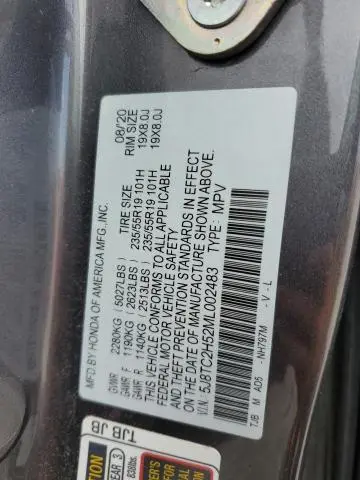 MFD BY HONDA OF AMERICA MFG.,INC. 08/20
TIRE SIZE RIM SIZE
GVWR 2280KG (5027LBS)
GAWR F 1190KG (2623LBS) 235/55R19 101H 19X8.0J
GAWR R 1140KG (2513LBS) 235/55R19 101H 19X8.0J
THIS VEHICLE CONFORMS TO ALL APPLICABLE
FEDERAL MOTOR VEHICLE SAFETY
AND THEFT PREVENTION STANDARDS IN EFFECT
ON THE DATE OF MANUFACTURE SHOWN ABOVE.
V.I.N.: 5J8TC2H53ML002483 TYPE: MPV
TJB M AD5 -NH797M -V-L
TJB JB